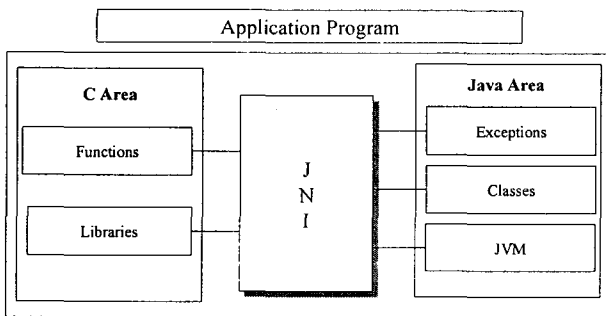 Application Program
C Area
Functions
Libraries
J
N
I
Java Area
Exceptions
Classes
JVM